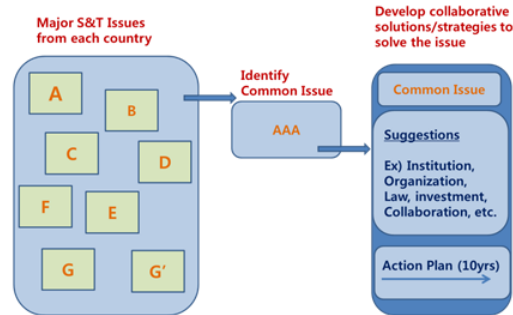 Major S&T Issues
from each country
A
B
C
D
F
E
G
G’
Identify
Common Issue
AAA
Develop collaborative
solutions/strategies to
solve the issue
Common Issue
Suggestions
Ex) Institution,
Organization,
Law, investment,
Collaboration, etc.
Action Plan (10yrs)